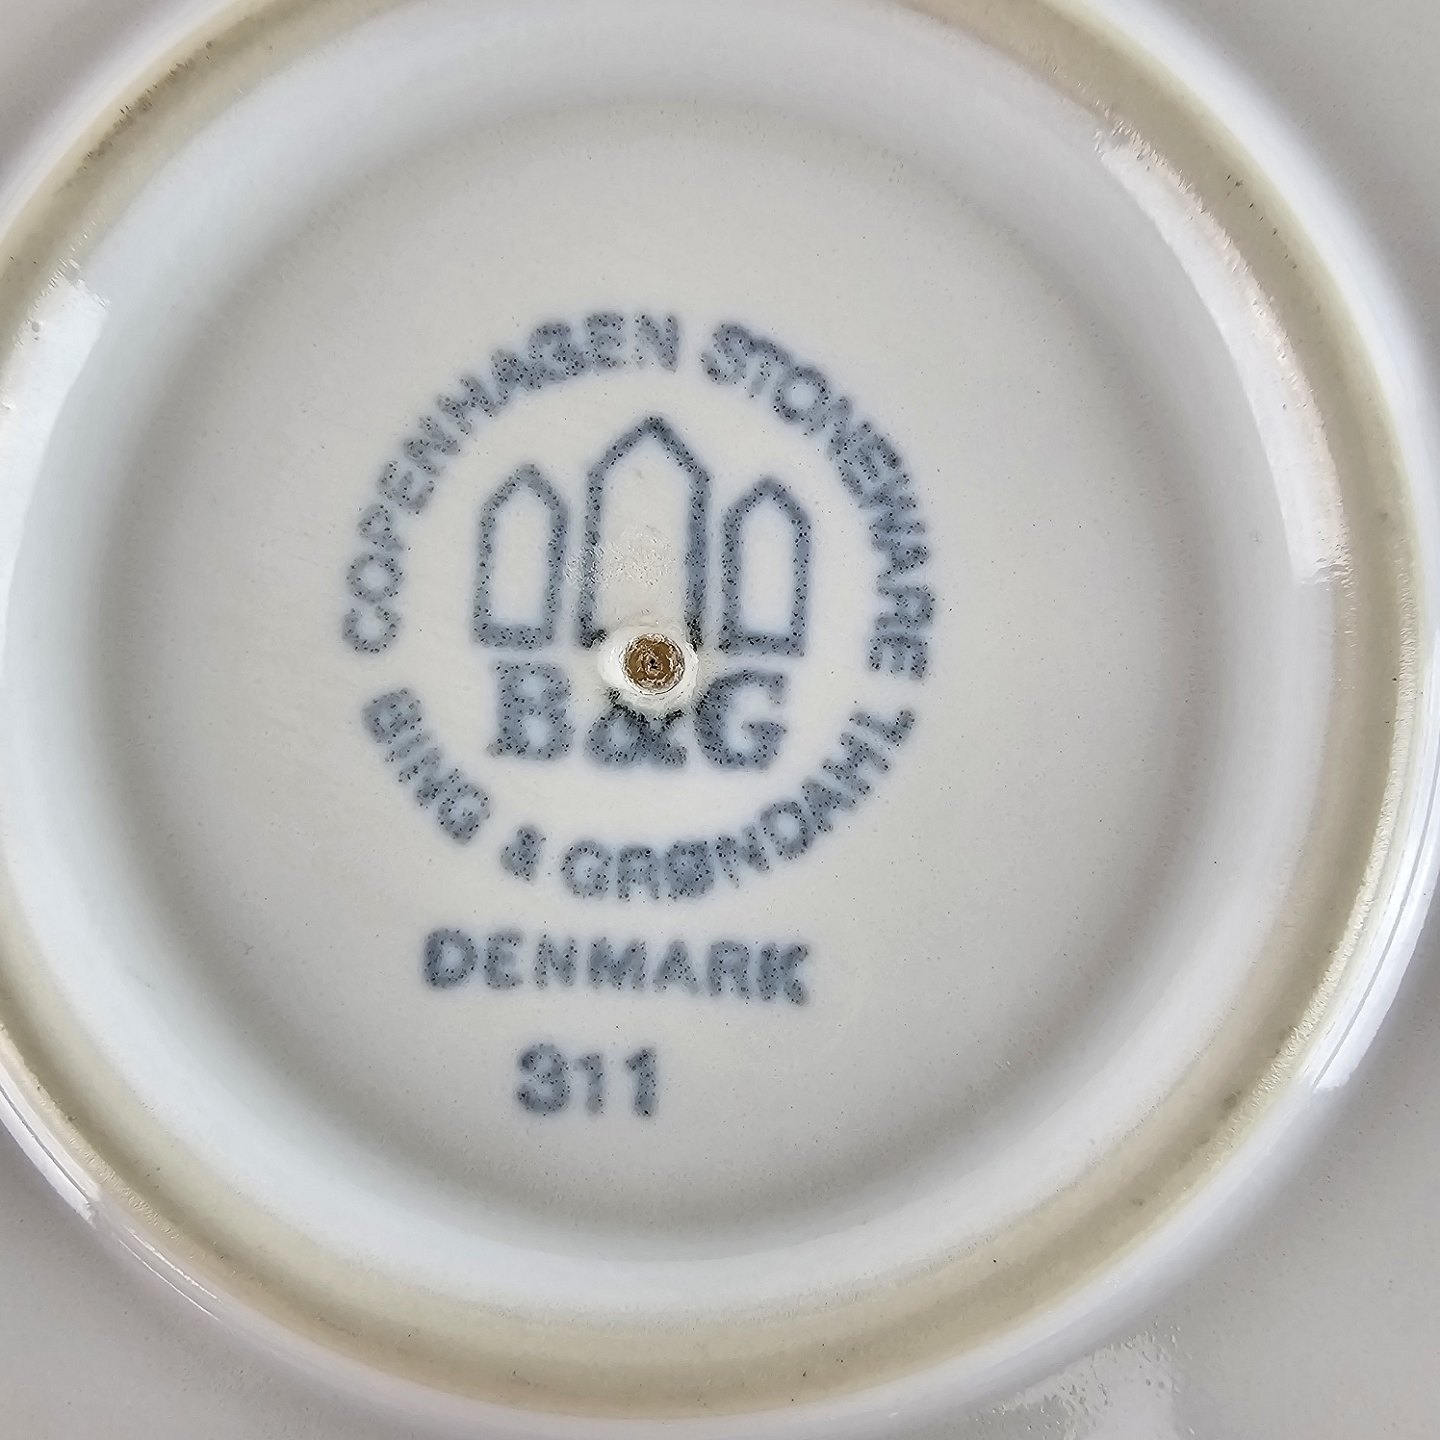 COPENHAGEN STONEWARE
B&G
BING & GRØNDAHL
DENMARK
311